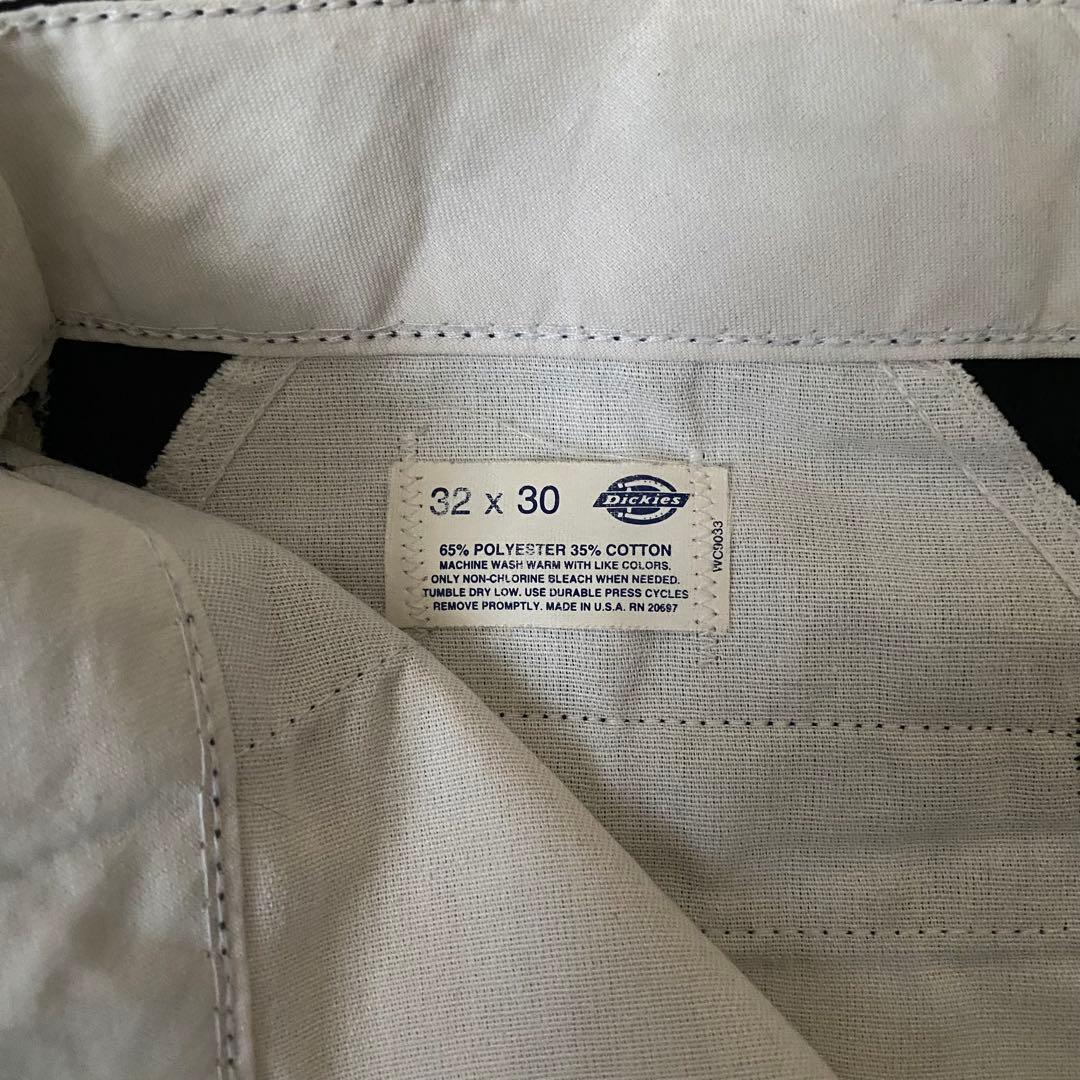 32 x 30
Dickies
65% POLYESTER 35% COTTON
MACHINE WASH WARM WITH LIKE COLORS.
ONLY NON-CHLORINE BLEACH WHEN NEEDED.
TUMBLE DRY LOW. USE DURABLE PRESS CYCLES
REMOVE PROMPTLY. MADE IN U.S.A. RN 20697
WC9033